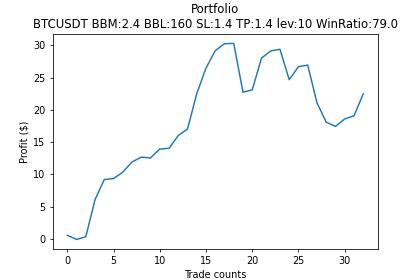 Portfolio
BTCUSDT BBM:2.4 BBL:160 SL:1.4 TP:1.4 lev:10 WinRatio:79.0
30
25
20
15
10
5
0
Profit ($)
0 5 10 15 20 25 30
Trade counts